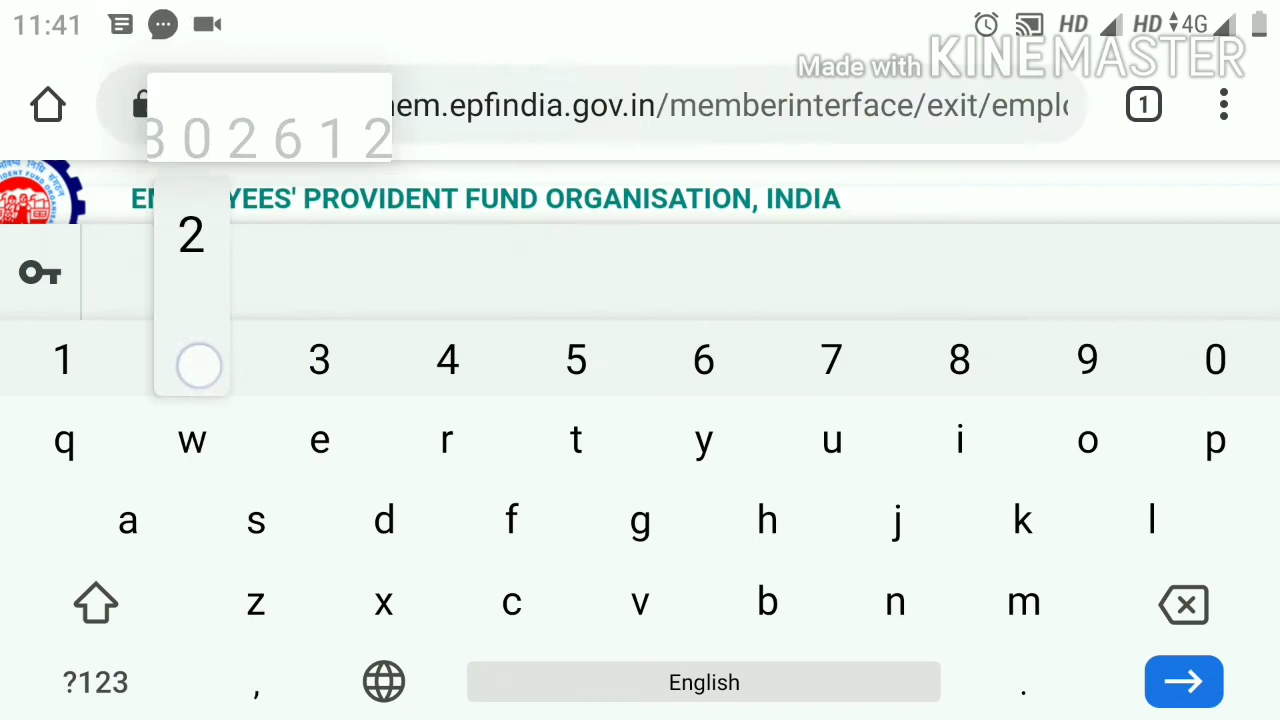 11:41 HD HD 4G
Made with KINEMASTER
nem.epfindia.gov.in/memberinterface/exit/empl
1
302612
EM YEES' PROVIDENT FUND ORGANISATION, INDIA
2
1 3 4 5 6 7 8 9 0
q w e r t y u i o p
a s d f g h j k l
z x c v b n m
?123 , English .